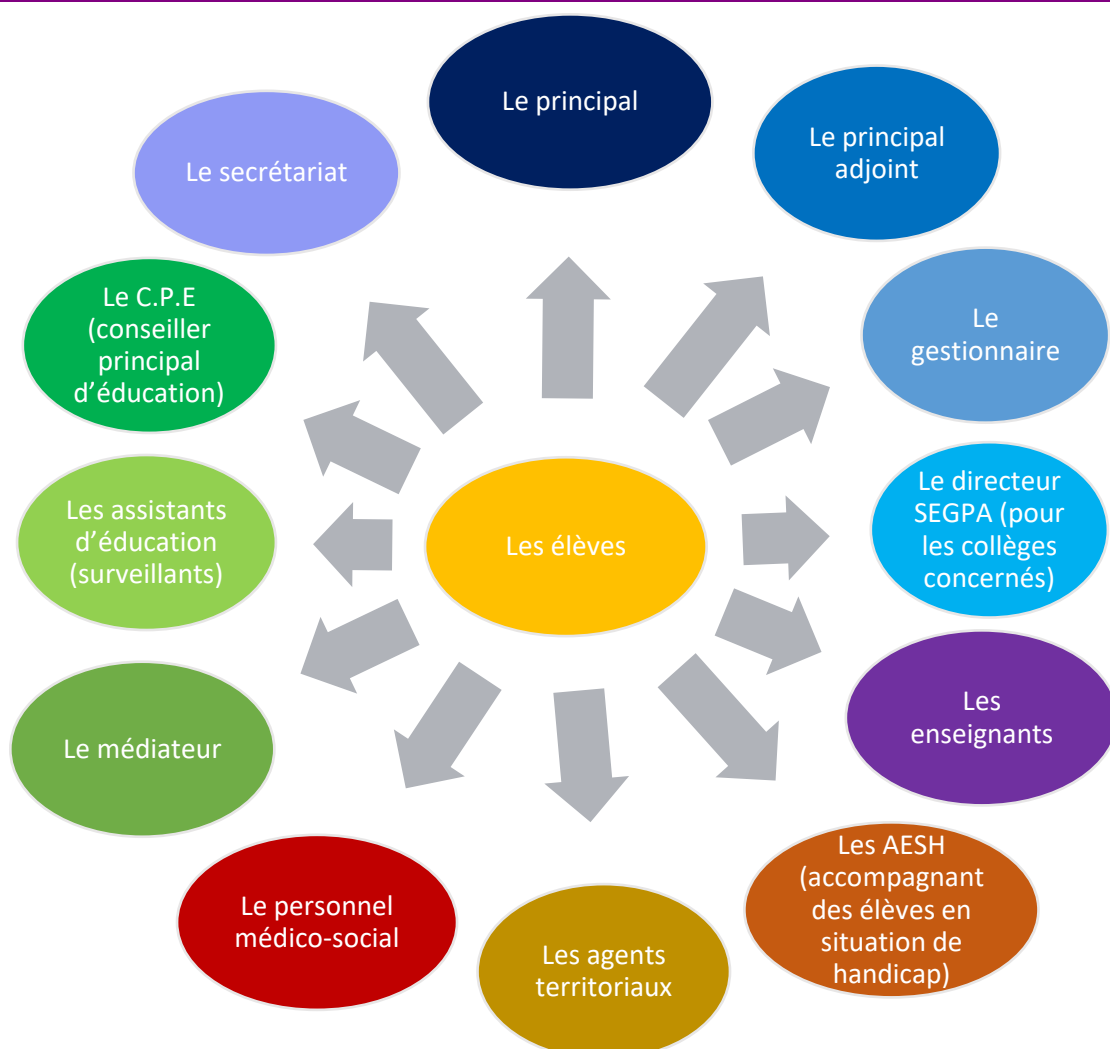 Le principal
Le principal
adjoint
Le secrétariat
Le C.P.E
(conseiller
principal
d'éducation)
Le
gestionnaire
Les assistants
d'éducation
(surveillants)
Les élèves
Le directeur
SEGPA (pour
les collèges
concernés)
Le médiateur
Les
enseignants
Le personnel
médico-social
Les agents
territoriaux
Les AESH
(accompagnant
des élèves en
situation de
handicap)